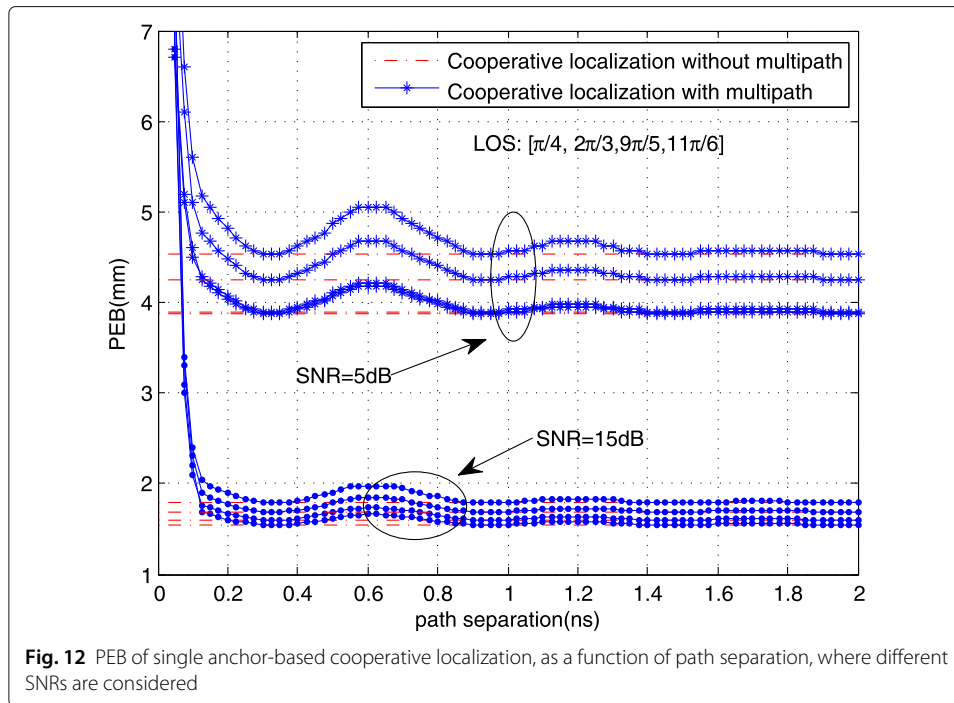 7
6
5
4
3
2
1
PEB(mm)
Cooperative localization without multipath
Cooperative localization with multipath
LOS: [π/4, 2π/3,9π/5,11π/6]
SNR=5dB
SNR=15dB
0 0.2 0.4 0.6 0.8 1 1.2 1.4 1.6 1.8 2
path separation(ns)
Fig. 12 PEB of single anchor-based cooperative localization, as a function of path separation, where different
SNRs are considered